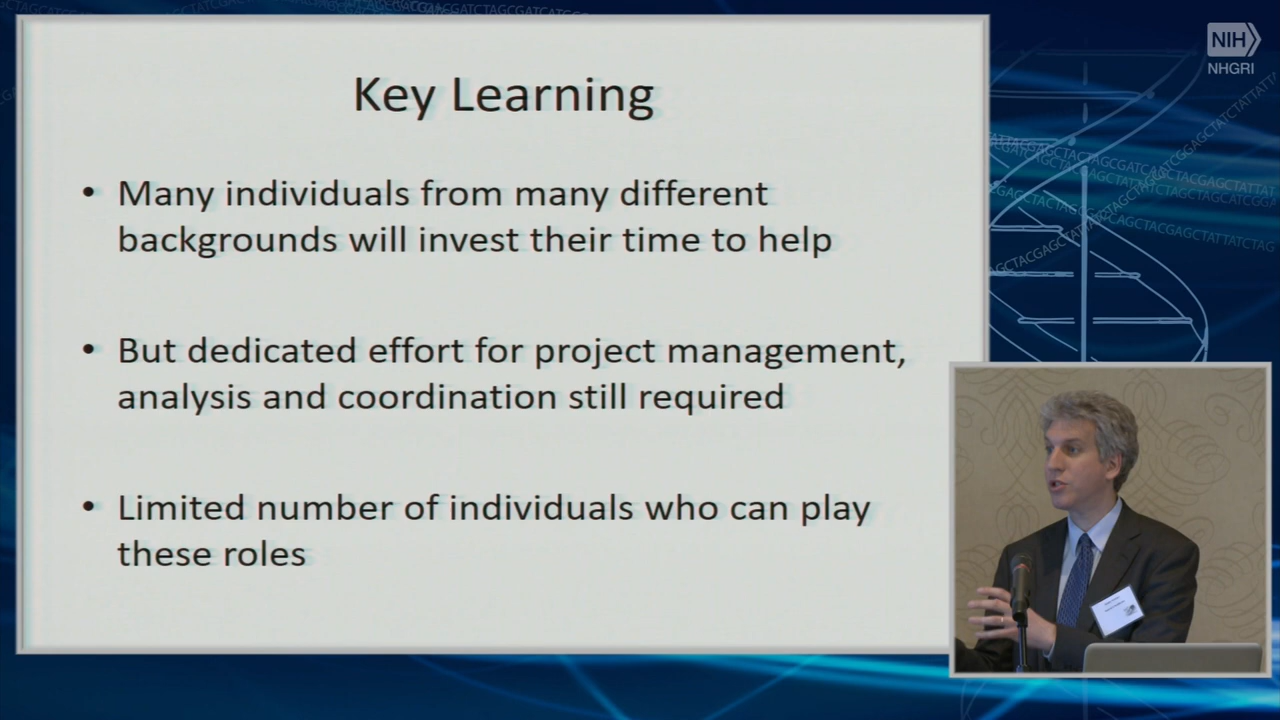 NIH
NHGRI
Key Learning
• Many individuals from many different
backgrounds will invest their time to help
• But dedicated effort for project management,
analysis and coordination still required
• Limited number of individuals who can play
these roles